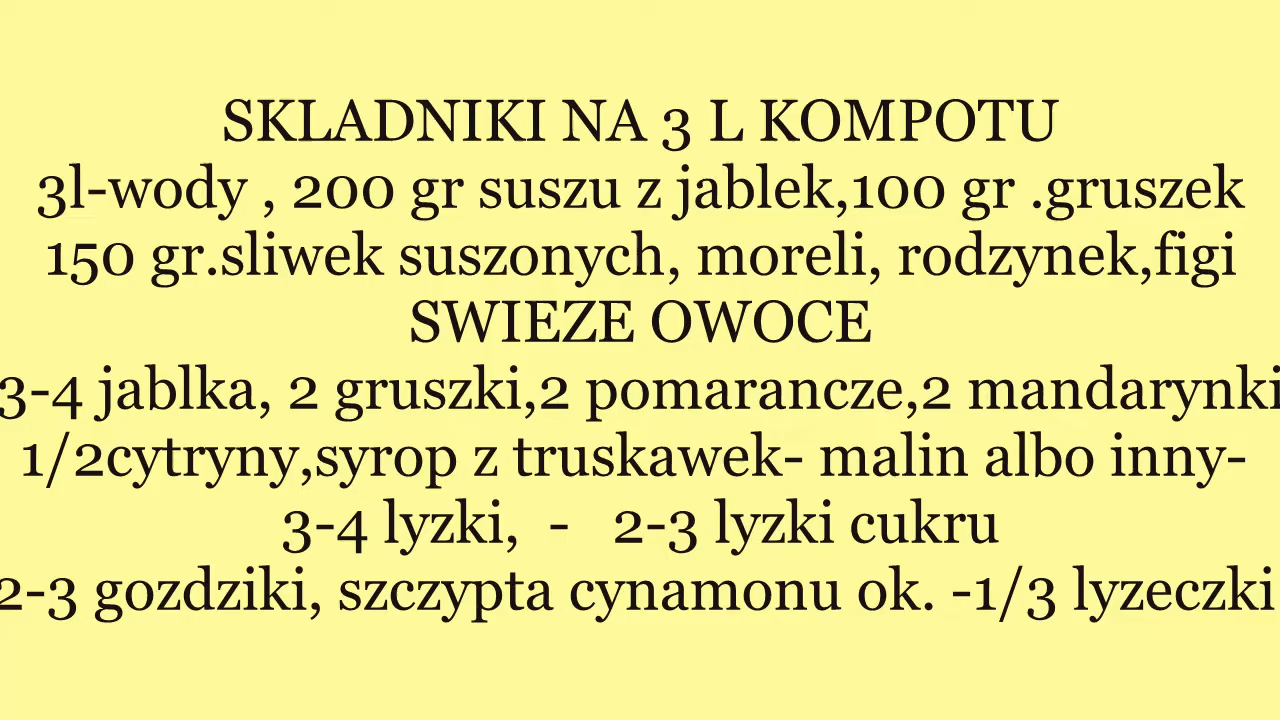 SKLADNIKI NA 3 L KOMPOTU
3l-wody , 200 gr suszu z jablek,100 gr .gruszek
150 gr.sliwek suszonych, moreli, rodzynek,figi
SWIEZE OWOCE
3-4 jablka, 2 gruszki,2 pomarancze,2 mandarynki
1/2cytryny,syrop z truskawek- malin albo inny-
3-4 lyzki,  -   2-3 lyzki cukru
2-3 gozdziki, szczypta cynamonu ok. -1/3 lyzeczki